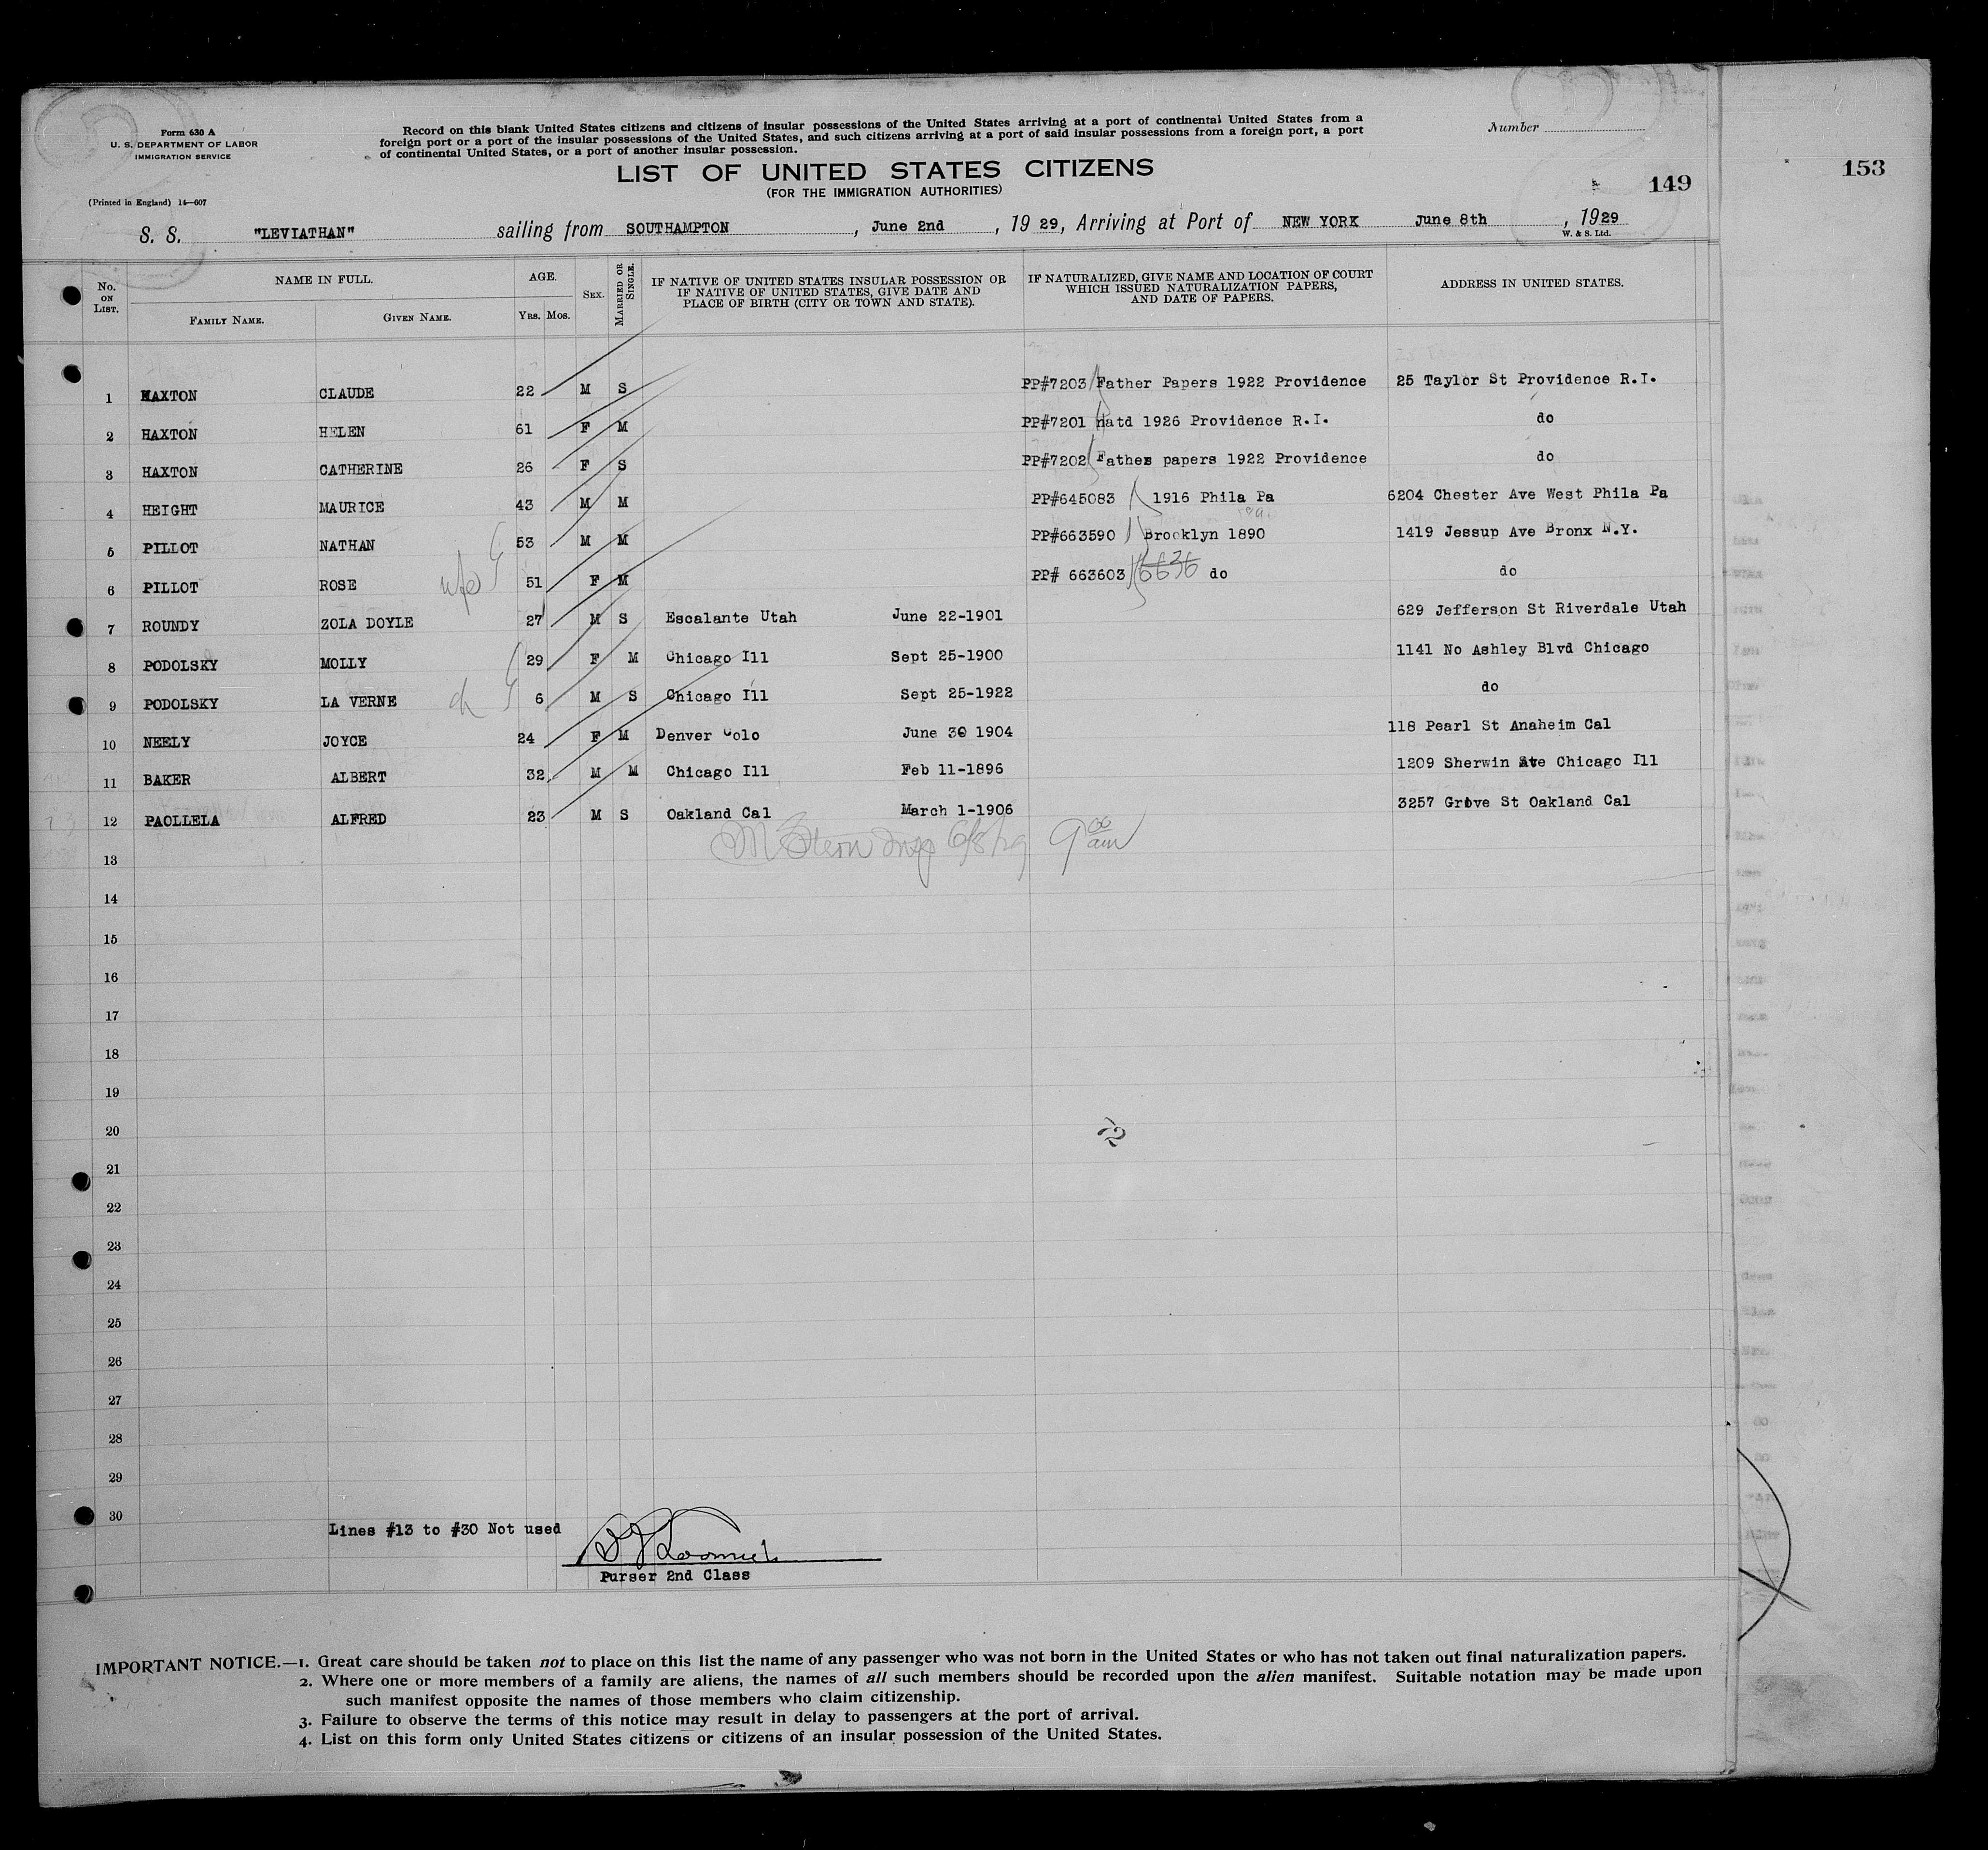 Form 630 A
U. S. DEPARTMENT OF LABOR
IMMIGRATION SERVICE
(Printed in England) 14—607
Record on this blank United States citizens and citizens of insular possessions of the United States arriving at a port of continental United States from a
foreign port or a port of the insular possessions of the United States, and such citizens arriving at a port of said insular possessions from a foreign port, a port
of continental United States, or a port of another insular possession.
Number
LIST OF UNITED STATES CITIZENS
(FOR THE IMMIGRATION AUTHORITIES)
149
153
S. S. "LEVIATHAN" sailing from SOUTHAMPTON, June 2nd, 19 29, Arriving at Port of NEW YORK June 8th, 1929
W. & S. Ltd.
No. ON LIST. NAME IN FULL. AGE. SEX. MARRIED OR SINGLE. IF NATIVE OF UNITED STATES INSULAR POSSESSION OR IF NATIVE OF UNITED STATES, GIVE DATE AND PLACE OF BIRTH (CITY OR TOWN AND STATE). IF NATURALIZED, GIVE NAME AND LOCATION OF COURT WHICH ISSUED NATURALIZATION PAPERS, AND DATE OF PAPERS. ADDRESS IN UNITED STATES.
FAMILY NAME. GIVEN NAME. YRS. MOS.
1 HAXTON CLAUDE 22 M S PP#7203 Father Papers 1922 Providence 25 Taylor St Providence R.I.
2 HAXTON HELEN 61 F M PP#7201 natd 1926 Providence R.I. do
3 HAXTON CATHERINE 26 F S PP#7202 Fathes papers 1922 Providence do
4 HEIGHT MAURICE 43 M M PP#645083 1916 Phila Pa 6204 Chester Ave West Phila Pa
5 PILLOT NATHAN 53 M M PP#663590 Brooklyn 1890 1419 Jessup Ave Bronx N.Y.
6 PILLOT ROSE wife 51 F M PP# 663603 6636 do do
7 ROUNDY ZOLA DOYLE 27 M S Escalante Utah June 22-1901 629 Jefferson St Riverdale Utah
8 PODOLSKY MOLLY 29 F M Chicago Ill Sept 25-1900 1141 No Ashley Blvd Chicago
9 PODOLSKY LA VERNE ch 6 M S Chicago Ill Sept 25-1922 do
10 NEELY JOYCE 24 F M Denver Colo June 30 1904 118 Pearl St Anaheim Cal
11 BAKER ALBERT 32 M M Chicago Ill Feb 11-1896 1209 Sherwin Ave Chicago Ill
12 PAOLLELA ALFRED 23 M S Oakland Cal March 1-1906 3257 Grove St Oakland Cal
13 M Stern Insp 6/8/29 9 00 am
14
15
16
17
18
19
20
21
22
23
24
25
26
27
28
29
30
Lines #13 to #30 Not used
Purser 2nd Class
IMPORTANT NOTICE.—1. Great care should be taken not to place on this list the name of any passenger who was not born in the United States or who has not taken out final naturalization papers.
2. Where one or more members of a family are aliens, the names of all such members should be recorded upon the alien manifest. Suitable notation may be made upon
such manifest opposite the names of those members who claim citizenship.
3. Failure to observe the terms of this notice may result in delay to passengers at the port of arrival.
4. List on this form only United States citizens or citizens of an insular possession of the United States.